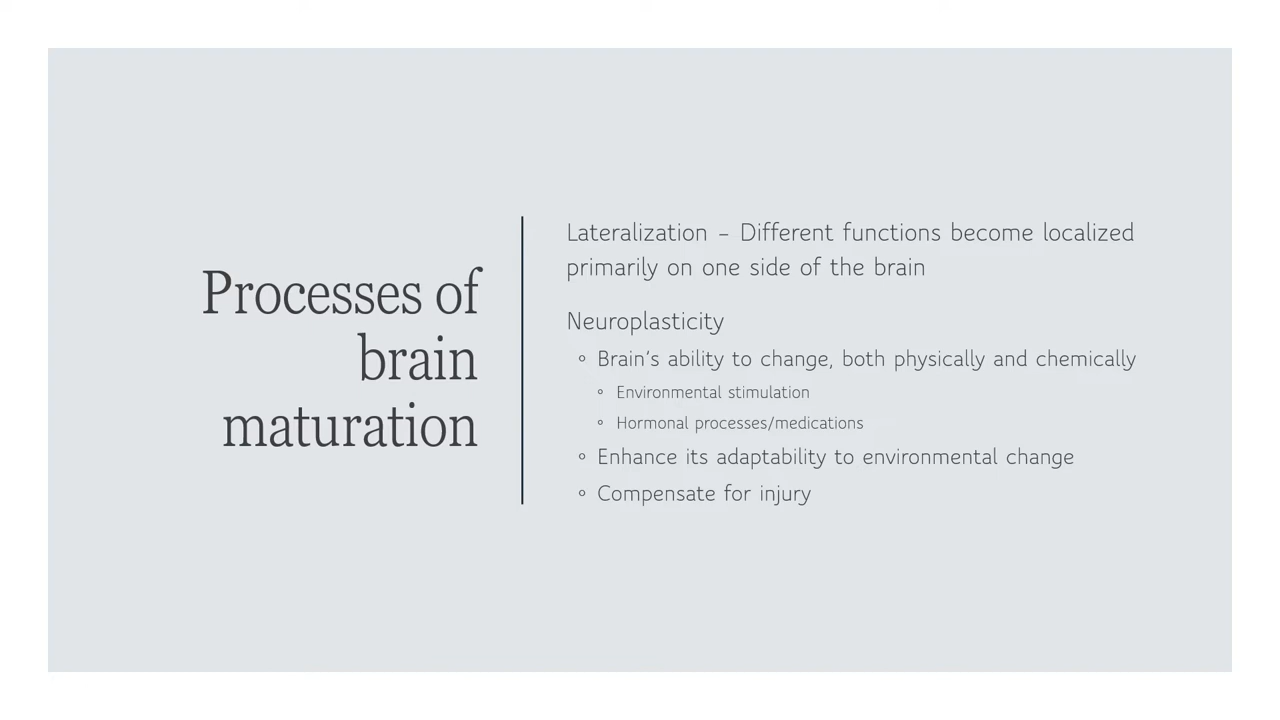 Processes of
brain
maturation
Lateralization – Different functions become localized
primarily on one side of the brain
Neuroplasticity
◦ Brain's ability to change, both physically and chemically
◦ Environmental stimulation
◦ Hormonal processes/medications
◦ Enhance its adaptability to environmental change
◦ Compensate for injury